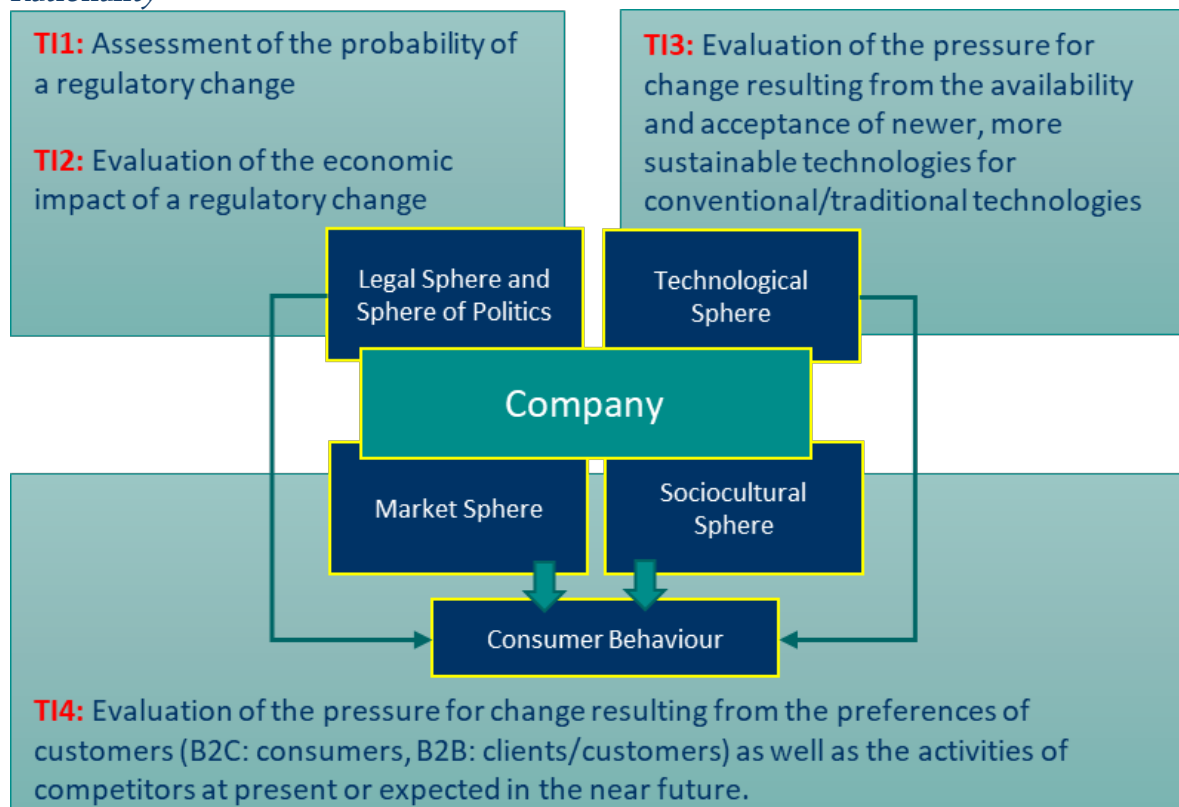 Rationality
TI1: Assessment of the probability of
a regulatory change
TI2: Evaluation of the economic
impact of a regulatory change
TI3: Evaluation of the pressure for
change resulting from the availability
and acceptance of newer, more
sustainable technologies for
conventional/traditional technologies
Legal Sphere and
Sphere of Politics
Technological
Sphere
Company
Market Sphere
Sociocultural
Sphere
Consumer Behaviour
TI4: Evaluation of the pressure for change resulting from the preferences of
customers (B2C: consumers, B2B: clients/customers) as well as the activities of
competitors at present or expected in the near future.